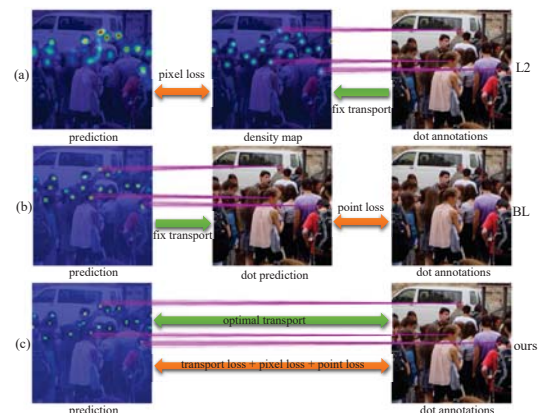 (a)
pixel loss
fix transport
L2
prediction
density map
dot annotations
(b)
fix transport
point loss
BL
prediction
dot prediction
dot annotations
(c)
optimal transport
ours
transport loss + pixel loss + point loss
prediction
dot annotations